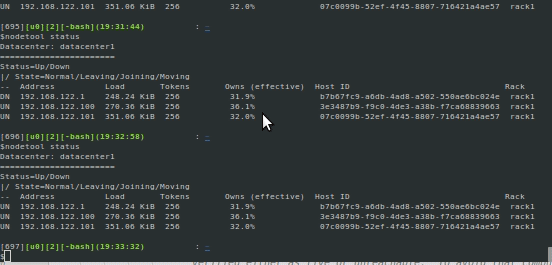 UN 192.168.122.101 351.06 KiB 256 32.0% 07c0099b-52ef-4f45-8807-716421a4ae57 rack1
[695][u0][2][-bash](19:31:44) : _
$nodetool status
Datacenter: datacenter1
=======================
Status=Up/Down
|/ State=Normal/Leaving/Joining/Moving
-- Address Load Tokens Owns (effective) Host ID Rack
DN 192.168.122.1 248.24 KiB 256 31.9% b7b67fc9-a6db-4ad8-a502-550ae6bc024e rack1
UN 192.168.122.100 270.36 KiB 256 36.1% 3e3487b9-f9c0-4de3-a38b-f7ca68839663 rack1
UN 192.168.122.101 351.06 KiB 256 32.0% 07c0099b-52ef-4f45-8807-716421a4ae57 rack1
[696][u0][2][-bash](19:32:58) : _
$nodetool status
Datacenter: datacenter1
=======================
Status=Up/Down
|/ State=Normal/Leaving/Joining/Moving
-- Address Load Tokens Owns (effective) Host ID Rack
UN 192.168.122.1 248.24 KiB 256 31.9% b7b67fc9-a6db-4ad8-a502-550ae6bc024e rack1
UN 192.168.122.100 270.36 KiB 256 36.1% 3e3487b9-f9c0-4de3-a38b-f7ca68839663 rack1
UN 192.168.122.101 351.06 KiB 256 32.0% 07c0099b-52ef-4f45-8807-716421a4ae57 rack1
[697][u0][2][-bash](19:33:32) : _
$